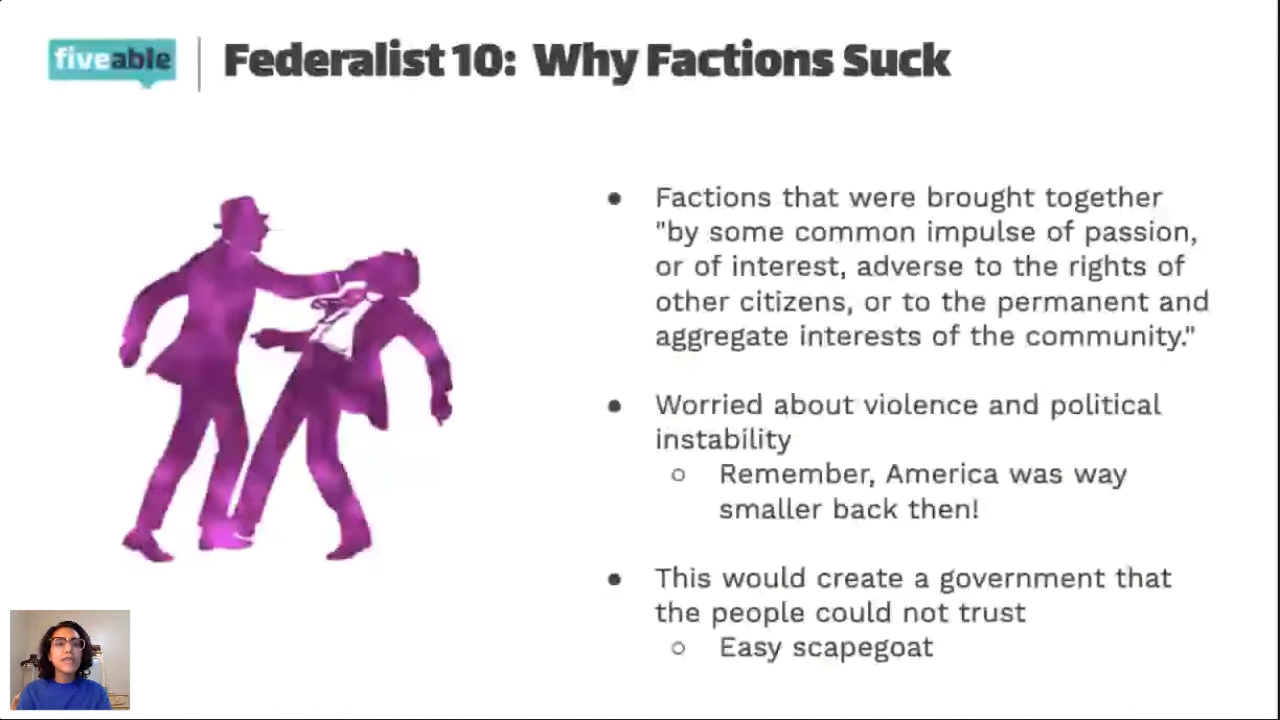 fiveable
Federalist 10: Why Factions Suck
● Factions that were brought together
"by some common impulse of passion,
or of interest, adverse to the rights of
other citizens, or to the permanent and
aggregate interests of the community."
● Worried about violence and political
instability
○ Remember, America was way
smaller back then!
● This would create a government that
the people could not trust
○ Easy scapegoat